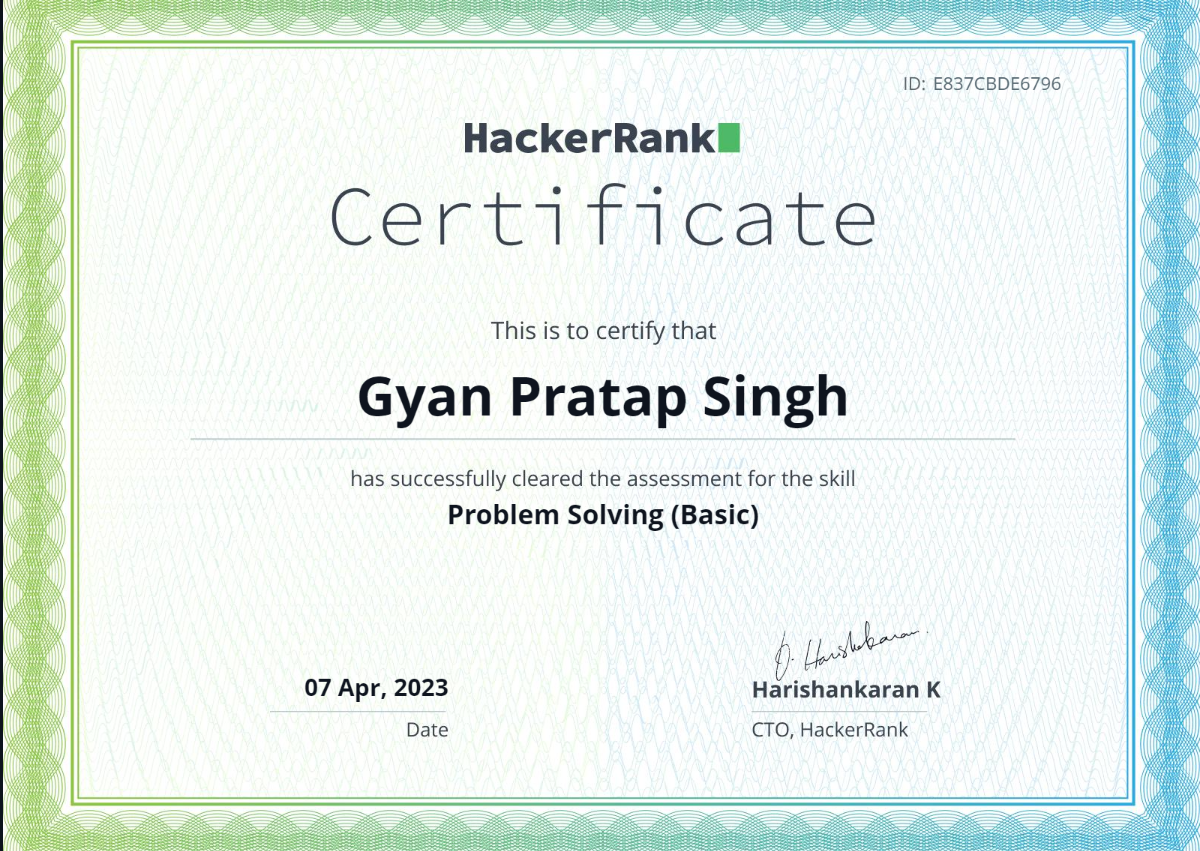 ID: E837CBDE6796
HackerRank
Certificate
This is to certify that
Gyan Pratap Singh
has successfully cleared the assessment for the skill
Problem Solving (Basic)
07 Apr, 2023
Date
Harishankaran K
CTO, HackerRank